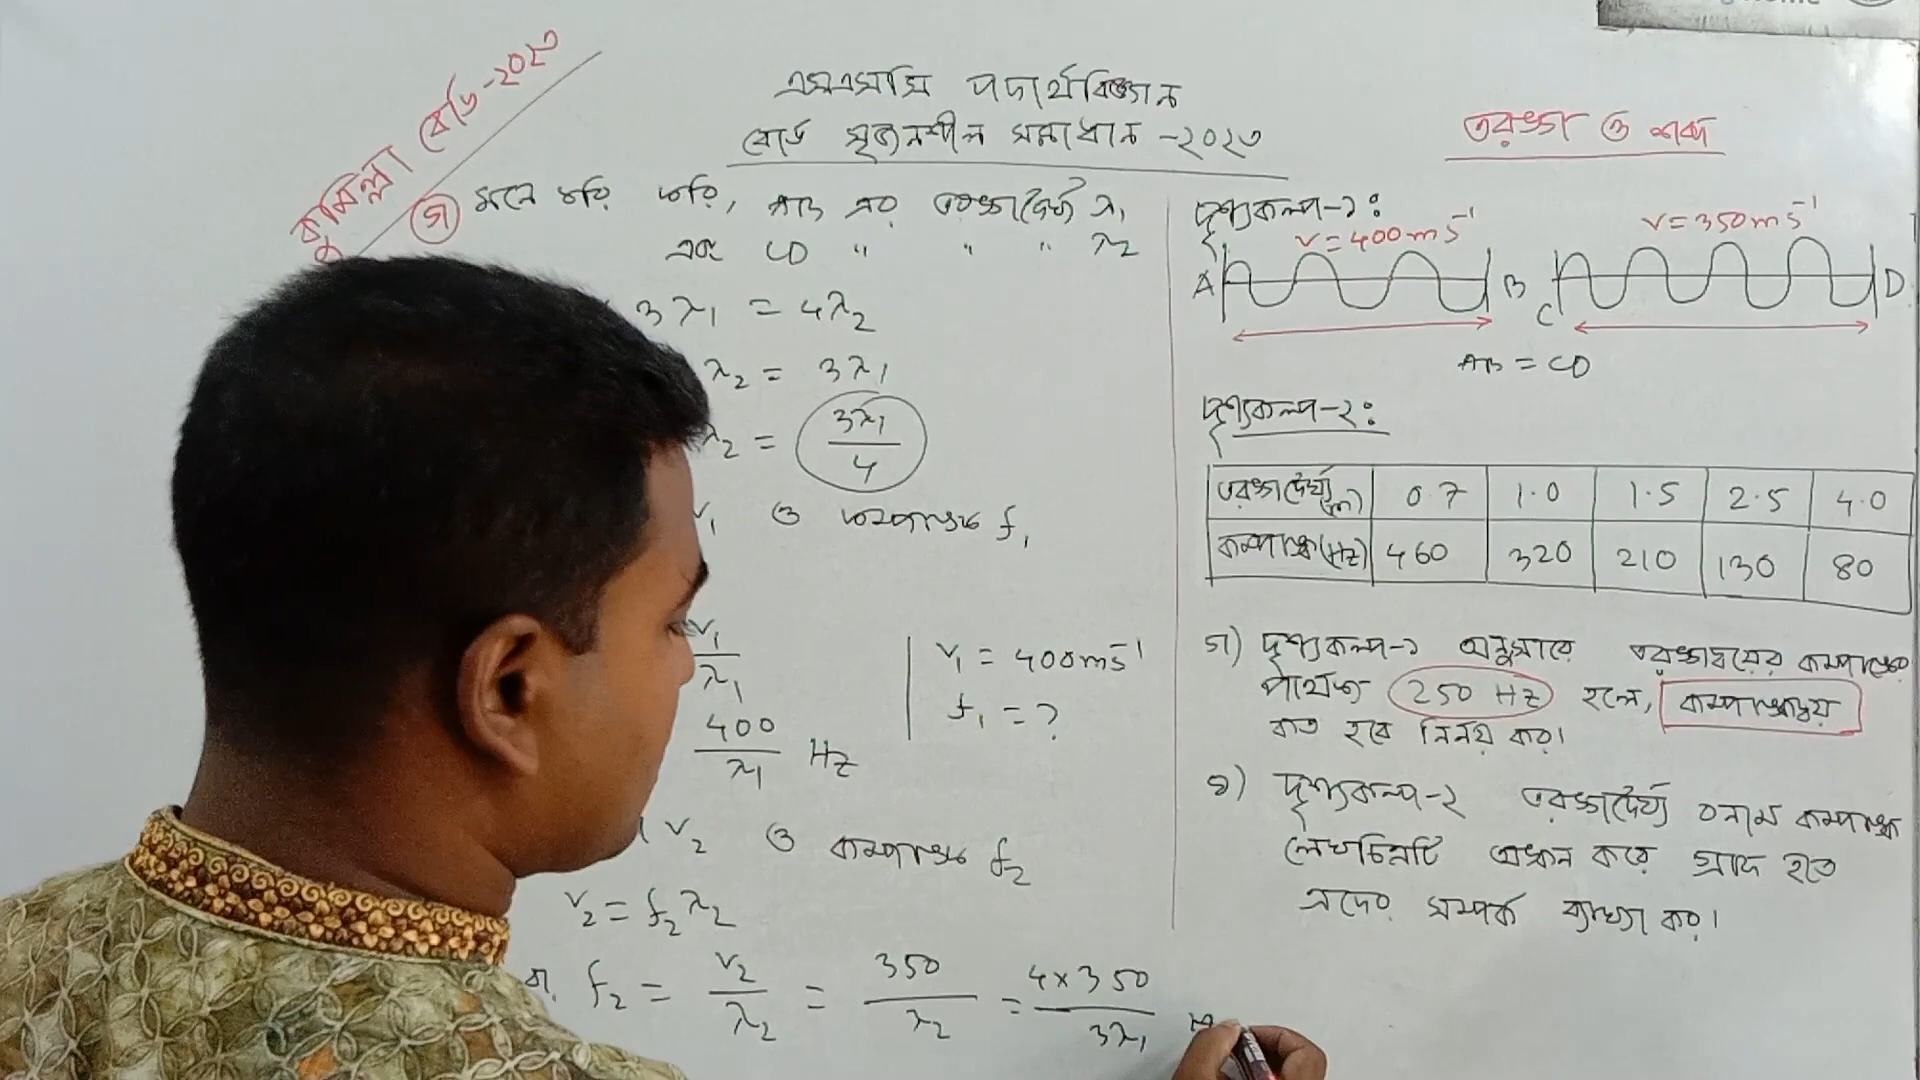 কুমিল্লা বোর্ড-২০২৩
এসএসসি পদার্থবিজ্ঞান
বোর্ড সৃজনশীল সমাধান -২০২৩
তরঙ্গ ও শব্দ
গ মনে করি ধরি, AB এর তরঙ্গদৈর্ঘ্য λ₁
এবং CD " " " λ₂
3λ₁ = 4λ₂
λ₂ = 3λ₁
λ₂ = 3λ₁/4
v₁ ও কম্পাঙ্ক f₁
v₁/λ₁
400/λ₁ Hz
v₁ = 400ms⁻¹
f₁ = ?
v₂ ও কম্পাঙ্ক f₂
v₂ = f₂λ₂
বা, f₂ = v₂/λ₂ = 350/λ₂ = 4×350/3λ₁
দৃশ্যকল্প-১:
v = 400ms⁻¹ v = 350ms⁻¹
A B C D
AB = CD
দৃশ্যকল্প-২:
তরঙ্গদৈর্ঘ্য (m) 0.7 1.0 1.5 2.5 4.0
কম্পাঙ্ক (Hz) 460 320 210 130 80
গ) দৃশ্যকল্প-১ অনুসারে তরঙ্গদ্বয়ের কম্পাঙ্কের
পার্থক্য 250 Hz হলে, কম্পাঙ্কদ্বয়
কত হবে নির্ণয় কর।
ঘ) দৃশ্যকল্প-২ তরঙ্গদৈর্ঘ্য বনাম কম্পাঙ্ক
লেখচিত্রটি অঙ্কন করে প্রাপ্ত হতে
এদের সম্পর্ক ব্যাখ্যা কর।